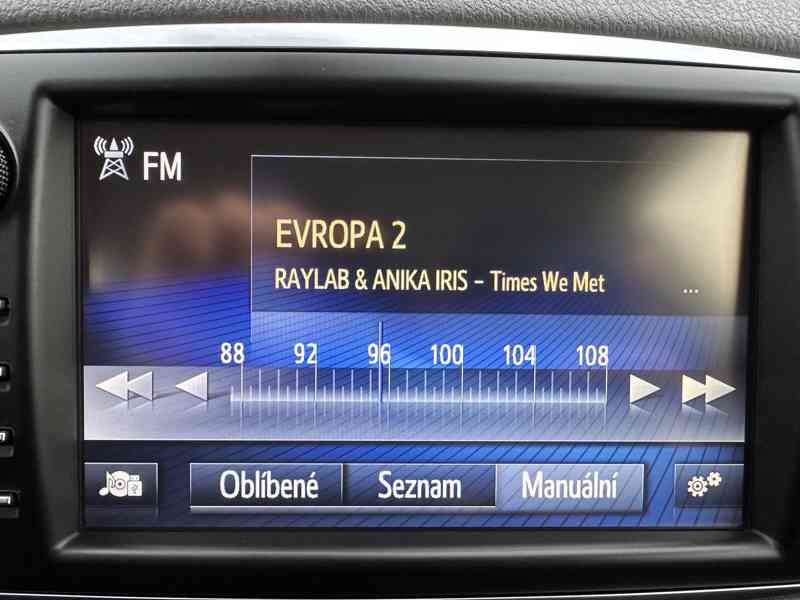 FM
EVROPA 2
RAYLAB & ANIKA IRIS - Times We Met ...
88 92 96 100 104 108
Oblíbené Seznam Manuální